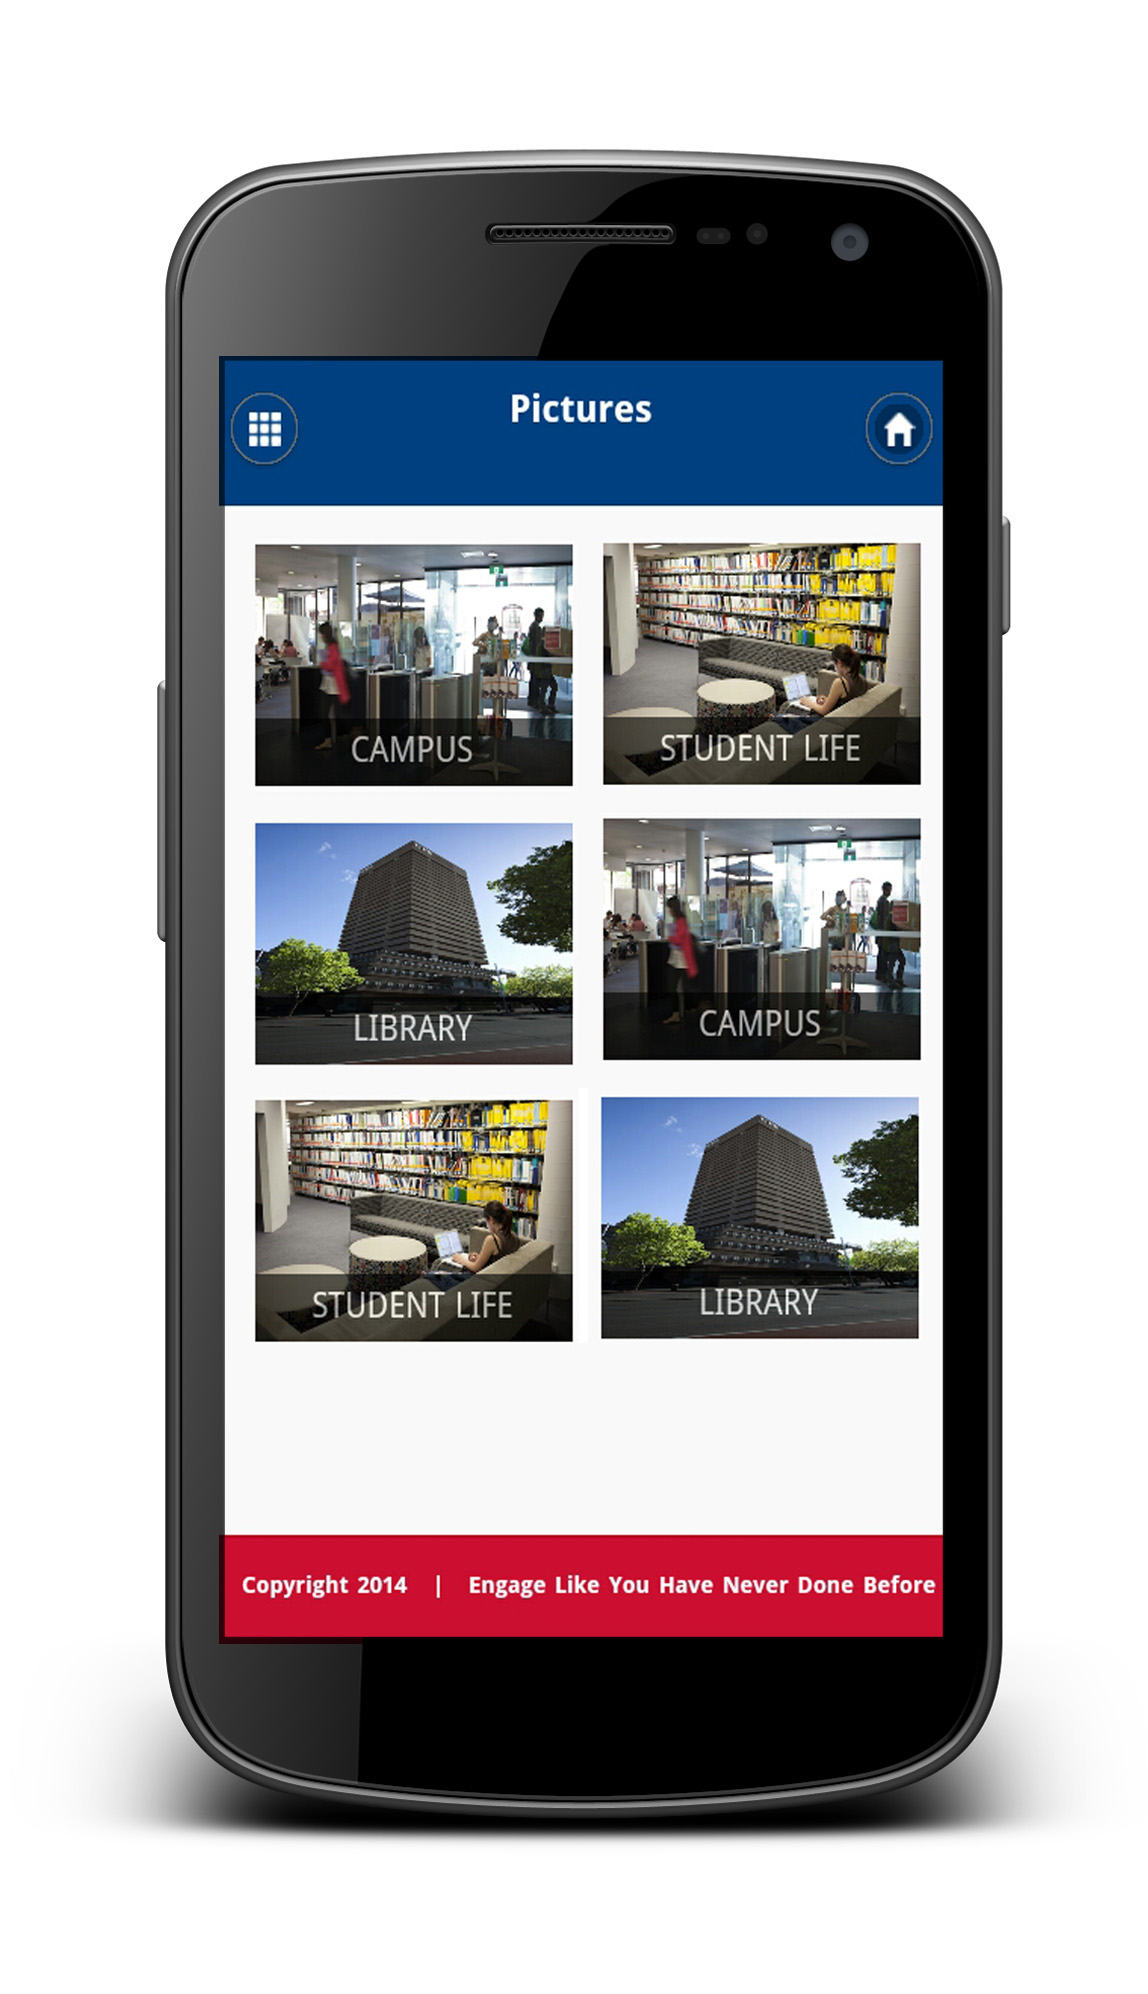 Pictures
CAMPUS
STUDENT LIFE
LIBRARY
CAMPUS
STUDENT LIFE
LIBRARY
Copyright 2014 | Engage Like You Have Never Done Before